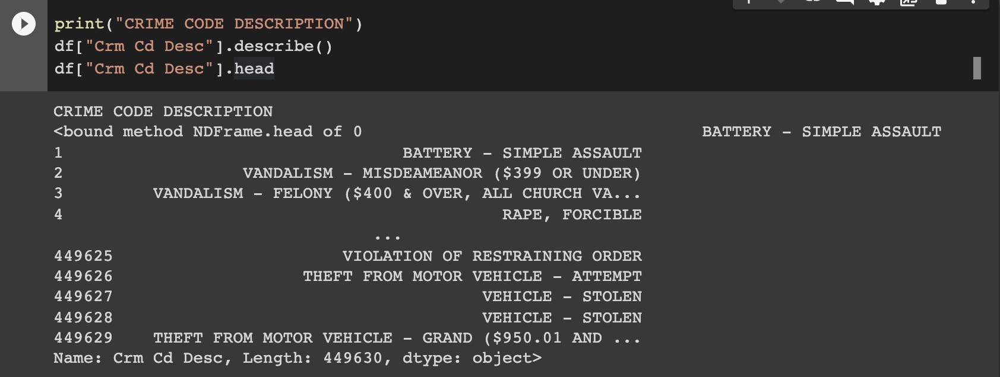 print("CRIME CODE DESCRIPTION")
df["Crm Cd Desc"].describe()
df["Crm Cd Desc"].head
CRIME CODE DESCRIPTION
<bound method NDFrame.head of 0 BATTERY - SIMPLE ASSAULT
1 BATTERY - SIMPLE ASSAULT
2 VANDALISM - MISDEAMEANOR ($399 OR UNDER)
3 VANDALISM - FELONY ($400 & OVER, ALL CHURCH VA...
4 RAPE, FORCIBLE
...
449625 VIOLATION OF RESTRAINING ORDER
449626 THEFT FROM MOTOR VEHICLE - ATTEMPT
449627 VEHICLE - STOLEN
449628 VEHICLE - STOLEN
449629 THEFT FROM MOTOR VEHICLE - GRAND ($950.01 AND ...
Name: Crm Cd Desc, Length: 449630, dtype: object>